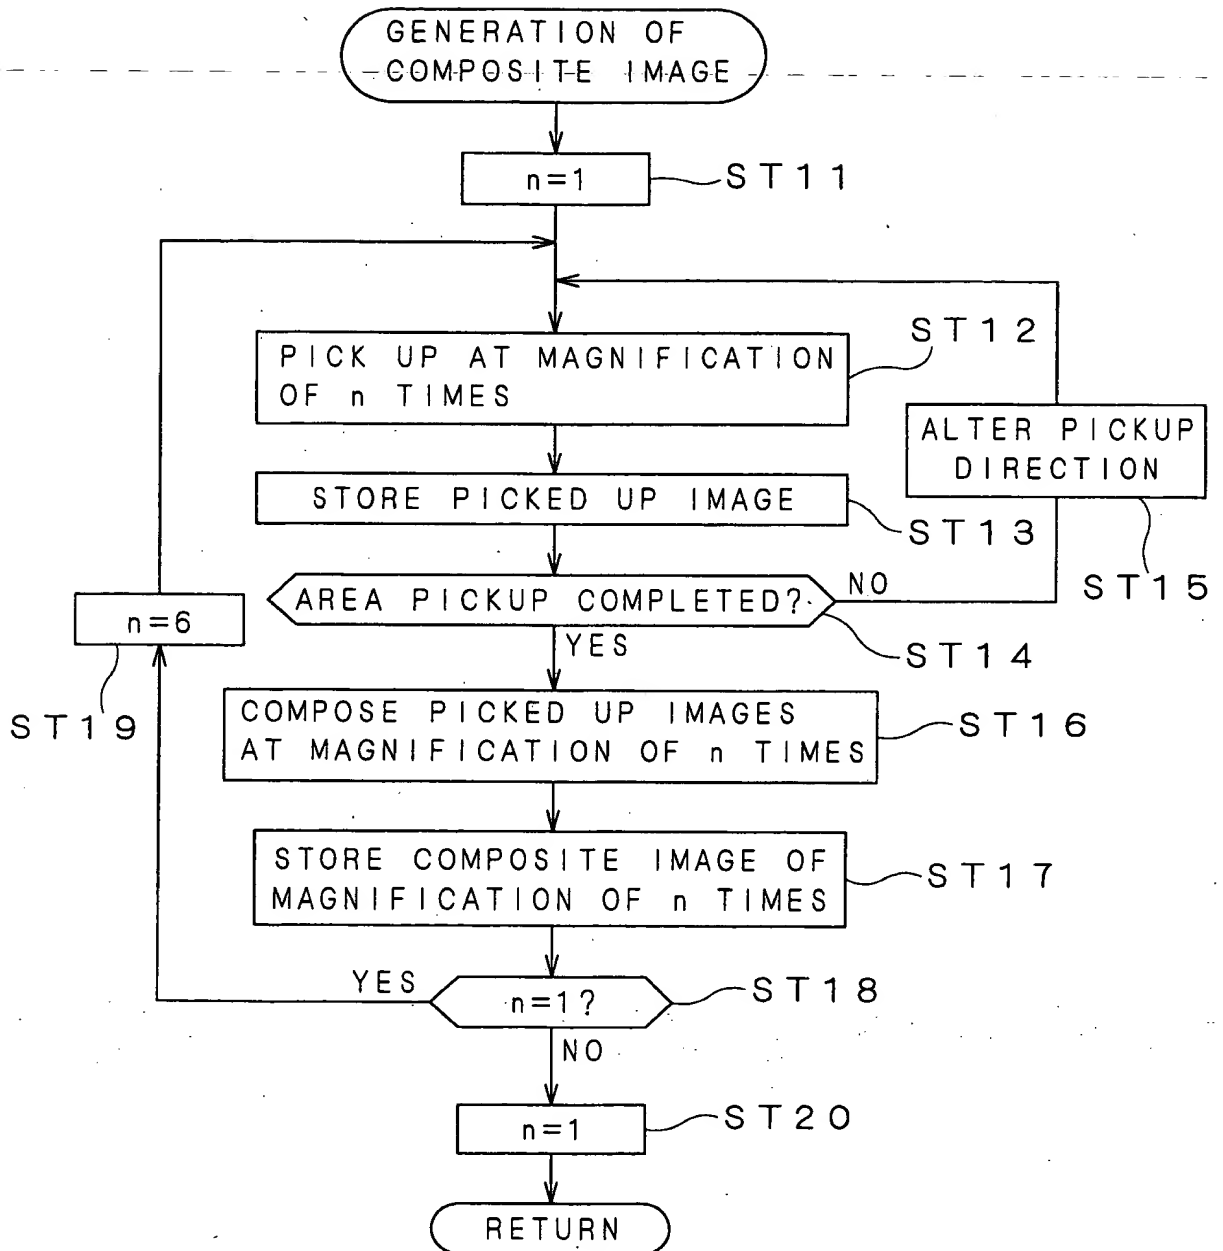 GENERATION OF
COMPOSITE IMAGE
n=1
ST11
ST12
PICK UP AT MAGNIFICATION
OF n TIMES
ALTER PICKUP
DIRECTION
STORE PICKED UP IMAGE
ST13
ST15
AREA PICKUP COMPLETED?
NO
YES
ST14
n=6
ST19
COMPOSE PICKED UP IMAGES
AT MAGNIFICATION OF n TIMES
ST16
STORE COMPOSITE IMAGE OF
MAGNIFICATION OF n TIMES
ST17
YES
n=1?
ST18
NO
n=1
ST20
RETURN